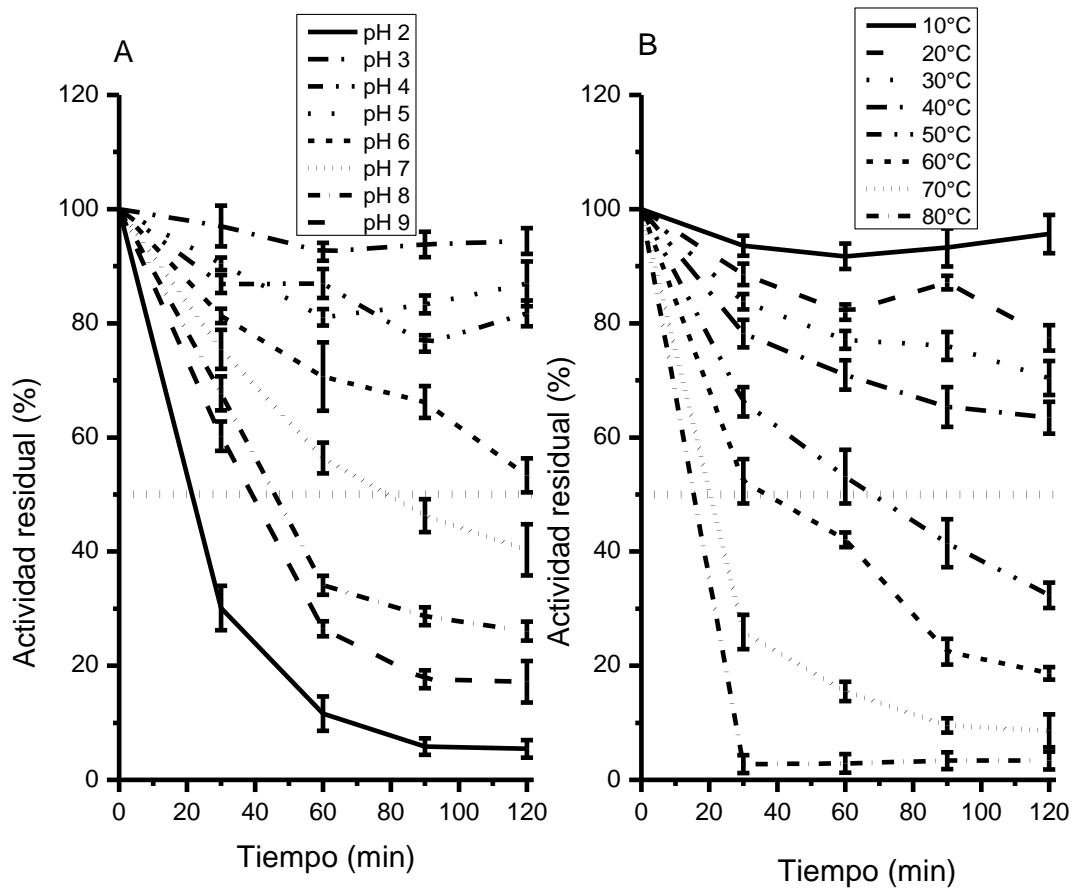 A
pH 2
pH 3
pH 4
pH 5
pH 6
pH 7
pH 8
pH 9
120
100
80
60
40
20
0
0 20 40 60 80 100 120
Actividad residual (%)
Tiempo (min)
B
10°C
20°C
30°C
40°C
50°C
60°C
70°C
80°C
120
100
80
60
40
20
0
0 20 40 60 80 100 120
Actividad residual (%)
Tiempo (min)